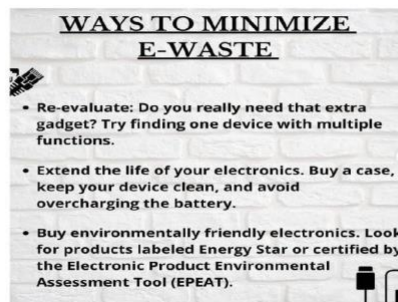 WAYS TO MINIMIZE
E-WASTE
• Re-evaluate: Do you really need that extra
gadget? Try finding one device with multiple
functions.
• Extend the life of your electronics. Buy a case,
keep your device clean, and avoid
overcharging the battery.
• Buy environmentally friendly electronics. Look
for products labeled Energy Star or certified by
the Electronic Product Environmental
Assessment Tool (EPEAT).